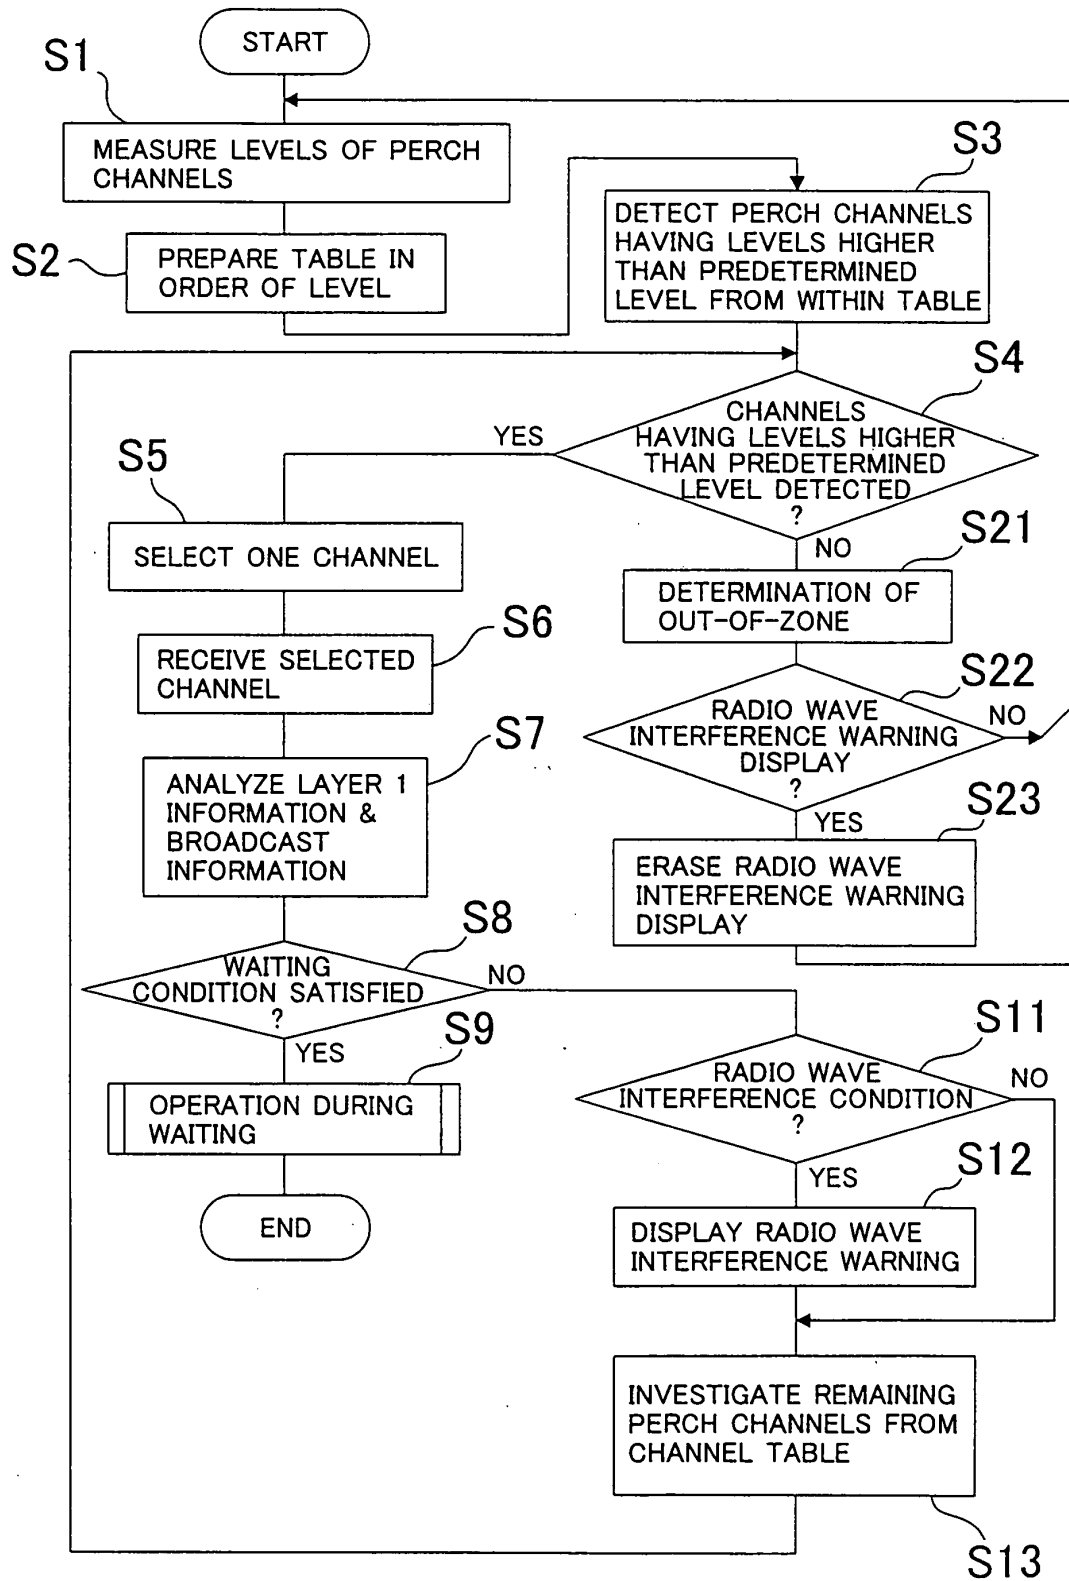 START
S1
MEASURE LEVELS OF PERCH
CHANNELS
S2
PREPARE TABLE IN
ORDER OF LEVEL
S3
DETECT PERCH CHANNELS
HAVING LEVELS HIGHER
THAN PREDETERMINED
LEVEL FROM WITHIN TABLE
S4
CHANNELS
HAVING LEVELS HIGHER
THAN PREDETERMINED
LEVEL DETECTED
?
YES
NO
S5
SELECT ONE CHANNEL
S6
RECEIVE SELECTED
CHANNEL
S7
ANALYZE LAYER 1
INFORMATION &
BROADCAST
INFORMATION
S8
WAITING
CONDITION SATISFIED
?
NO
YES
S9
OPERATION DURING
WAITING
END
S21
DETERMINATION OF
OUT-OF-ZONE
S22
RADIO WAVE
INTERFERENCE WARNING
DISPLAY
?
NO
YES
S23
ERASE RADIO WAVE
INTERFERENCE WARNING
DISPLAY
S11
RADIO WAVE
INTERFERENCE CONDITION
?
NO
YES
S12
DISPLAY RADIO WAVE
INTERFERENCE WARNING
INVESTIGATE REMAINING
PERCH CHANNELS FROM
CHANNEL TABLE
S13